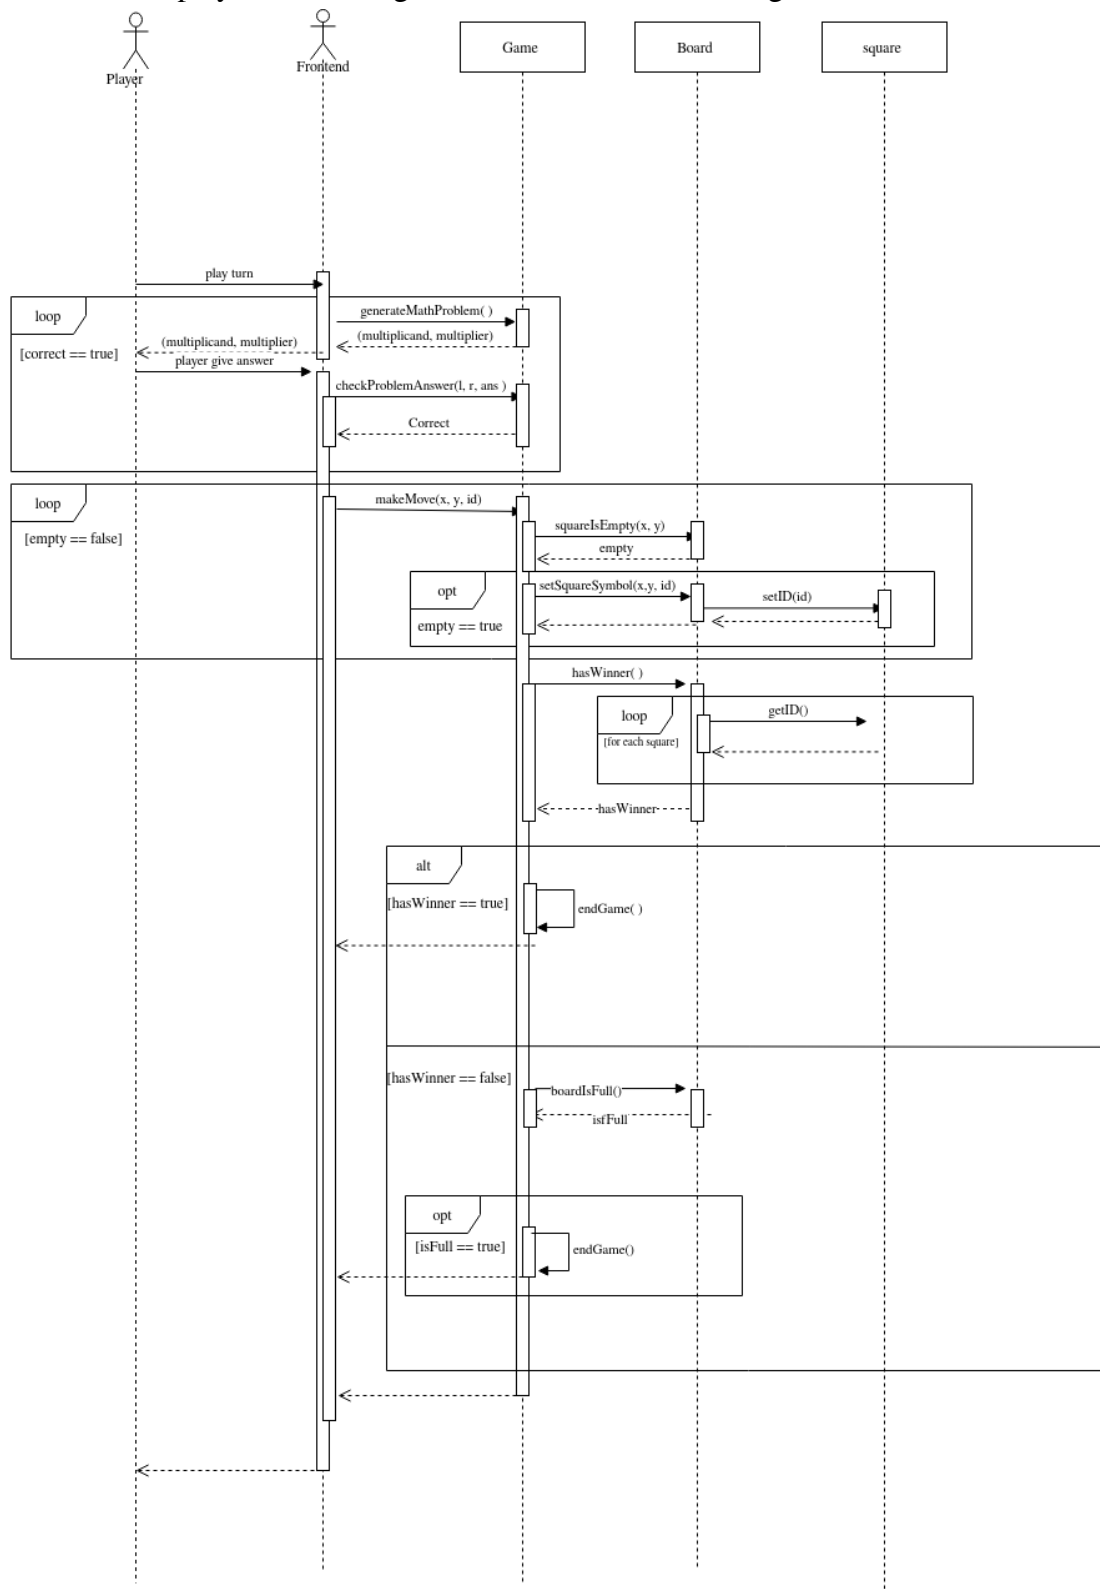 Player
Frontend
Game
Board
square
play turn
loop
generateMathProblem( )
[correct == true]
(multiplicand, multiplier)
(multiplicand, multiplier)
player give answer
checkProblemAnswer(l, r, ans )
Correct
loop
makeMove(x, y, id)
[empty == false]
squareIsEmpty(x, y)
empty
opt
setSquareSymbol(x,y, id)
setID(id)
empty == true
hasWinner( )
loop
getID()
[for each square]
hasWinner
alt
[hasWinner == true]
endGame( )
[hasWinner == false]
boardIsFull()
isfFull
opt
[isFull == true]
endGame()